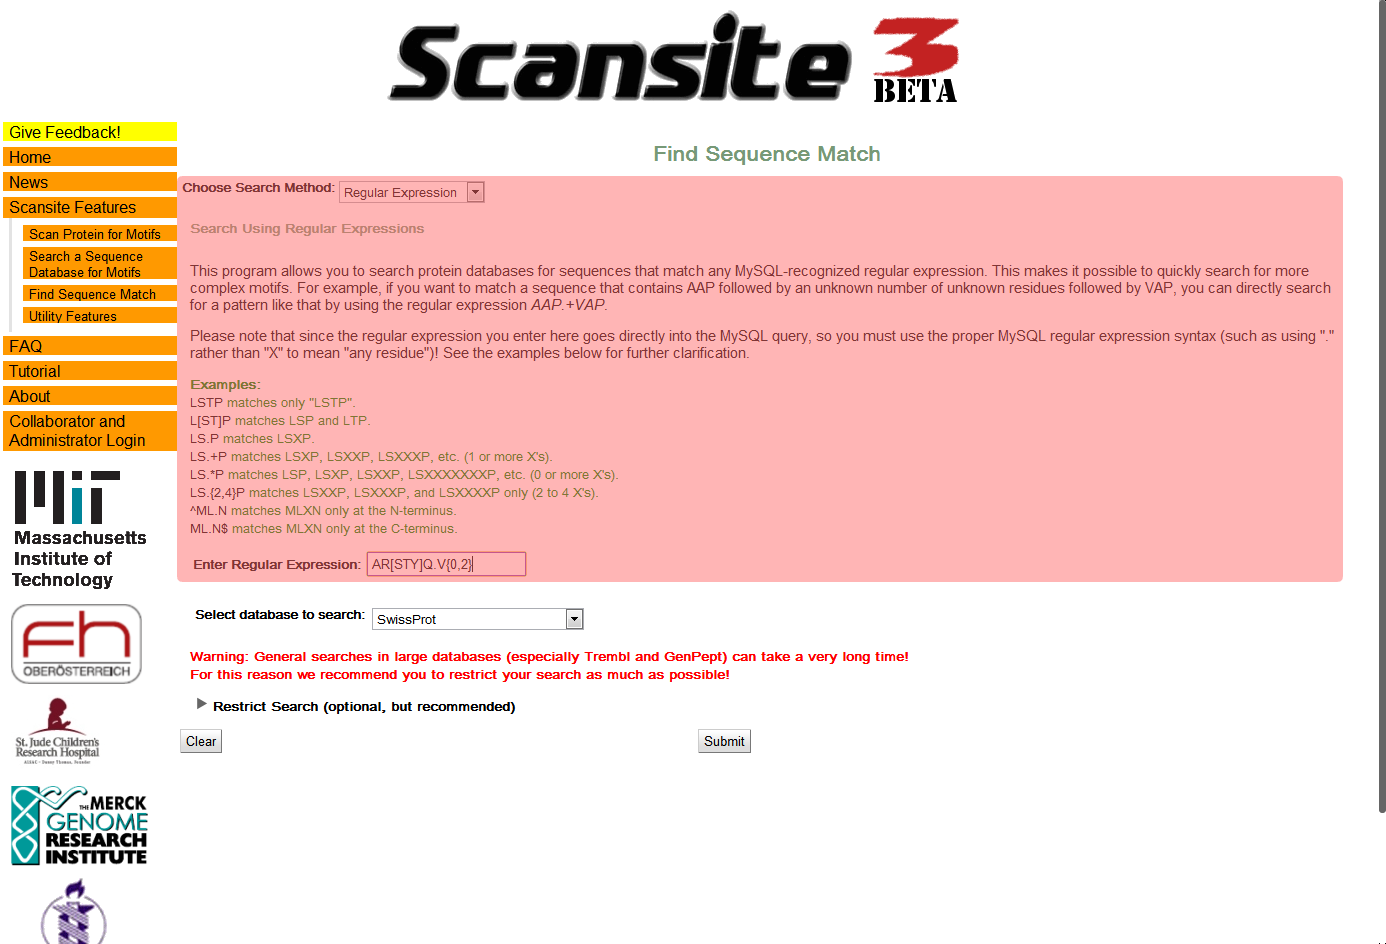 Scansite 3
BETA
Give Feedback!
Home
News
Scansite Features
Scan Protein for Motifs
Search a Sequence
Database for Motifs
Find Sequence Match
Utility Features
FAQ
Tutorial
About
Collaborator and
Administrator Login
MIT
Massachusetts
Institute of
Technology
fh
OBERÖSTERREICH
St. Jude Children's
Research Hospital
ALSAC - Danny Thomas, Founder
THE MERCK
GENOME
RESEARCH
INSTITUTE
Find Sequence Match
Choose Search Method: Regular Expression
Search Using Regular Expressions
This program allows you to search protein databases for sequences that match any MySQL-recognized regular expression. This makes it possible to quickly search for more
complex motifs. For example, if you want to match a sequence that contains AAP followed by an unknown number of unknown residues followed by VAP, you can directly search
for a pattern like that by using the regular expression AAP.+VAP.
Please note that since the regular expression you enter here goes directly into the MySQL query, so you must use the proper MySQL regular expression syntax (such as using "."
rather than "X" to mean "any residue")! See the examples below for further clarification.
Examples:
LSTP matches only "LSTP".
L[ST]P matches LSP and LTP.
LS.P matches LSXP.
LS.+P matches LSXP, LSXXP, LSXXXP, etc. (1 or more X's).
LS.*P matches LSP, LSXP, LSXXP, LSXXXXXXXP, etc. (0 or more X's).
LS.{2,4}P matches LSXXP, LSXXXP, and LSXXXXP only (2 to 4 X's).
^ML.N matches MLXN only at the N-terminus.
ML.N$ matches MLXN only at the C-terminus.
Enter Regular Expression: AR[STY]Q.V{0,2}
Select database to search: SwissProt
Warning: General searches in large databases (especially Trembl and GenPept) can take a very long time!
For this reason we recommend you to restrict your search as much as possible!
Restrict Search (optional, but recommended)
Clear
Submit